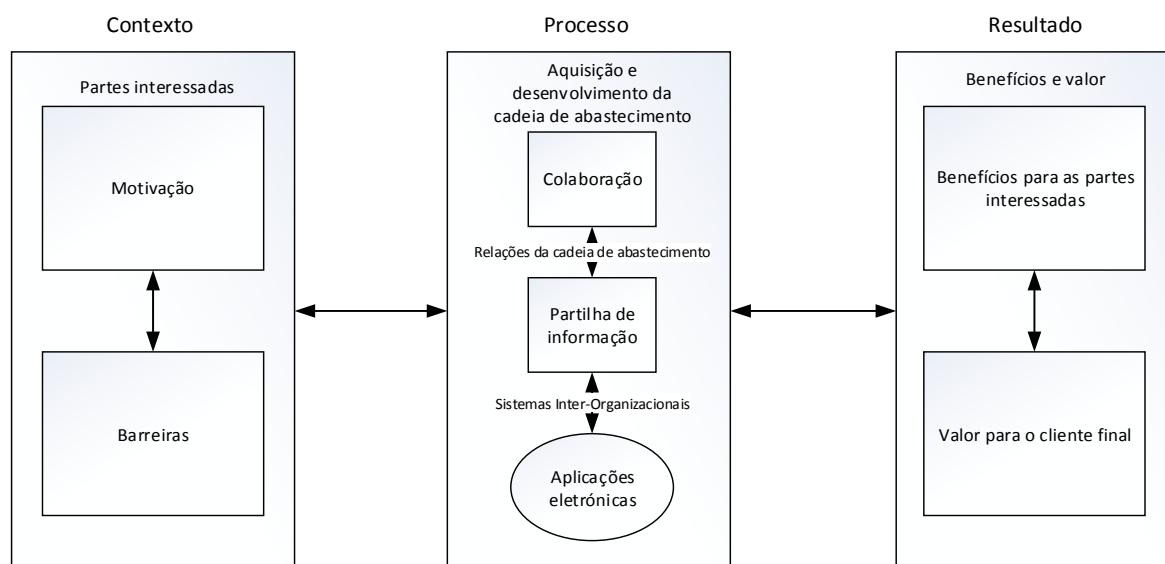 Contexto
Processo
Resultado
Partes interessadas
Motivação
Barreiras
Aquisição e
desenvolvimento da
cadeia de abastecimento
Colaboração
Relações da cadeia de abastecimento
Partilha de
informação
Sistemas Inter-Organizacionais
Aplicações
eletrónicas
Benefícios e valor
Benefícios para as partes
interessadas
Valor para o cliente final